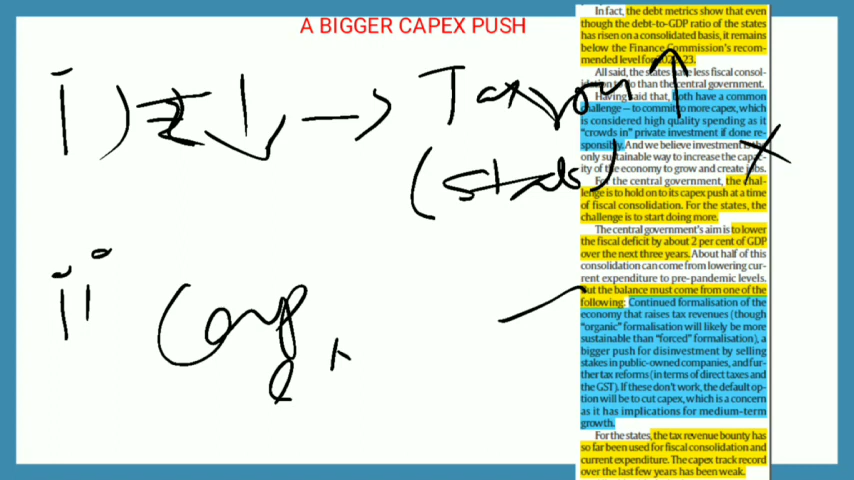 A BIGGER CAPEX PUSH
i) ₹ ↓ → Tax rev ↑
(states)
ii
In fact, the debt metrics show that even
though the debt-to-GDP ratio of the states
has risen on a consolidated basis, it remains
below the Finance Commission's recom-
mended level for 2022-23.
All said, the states have less fiscal consol-
idation to do than the central government.
Having said that, both have a common
challenge — to commit to more capex, which
is considered high quality spending as it
"crowds in" private investment if done re-
sponsibly. And we believe investment is the
only sustainable way to increase the capac-
ity of the economy to grow and create jobs.
For the central government, the chal-
lenge is to hold on to its capex push at a time
of fiscal consolidation. For the states, the
challenge is to start doing more.
The central government's aim is to lower
the fiscal deficit by about 2 per cent of GDP
over the next three years. About half of this
consolidation can come from lowering cur-
rent expenditure to pre-pandemic levels.
But the balance must come from one of the
following: Continued formalisation of the
economy that raises tax revenues (though
"organic" formalisation will likely be more
sustainable than "forced" formalisation), a
bigger push for disinvestment by selling
stakes in public-owned companies, and fur-
ther tax reforms (in terms of direct taxes and
the GST). If these don't work, the default op-
tion will be to cut capex, which is a concern
as it has implications for medium-term
growth.
For the states, the tax revenue bounty has
so far been used for fiscal consolidation and
current expenditure. The capex track record
over the last few years has been weak.